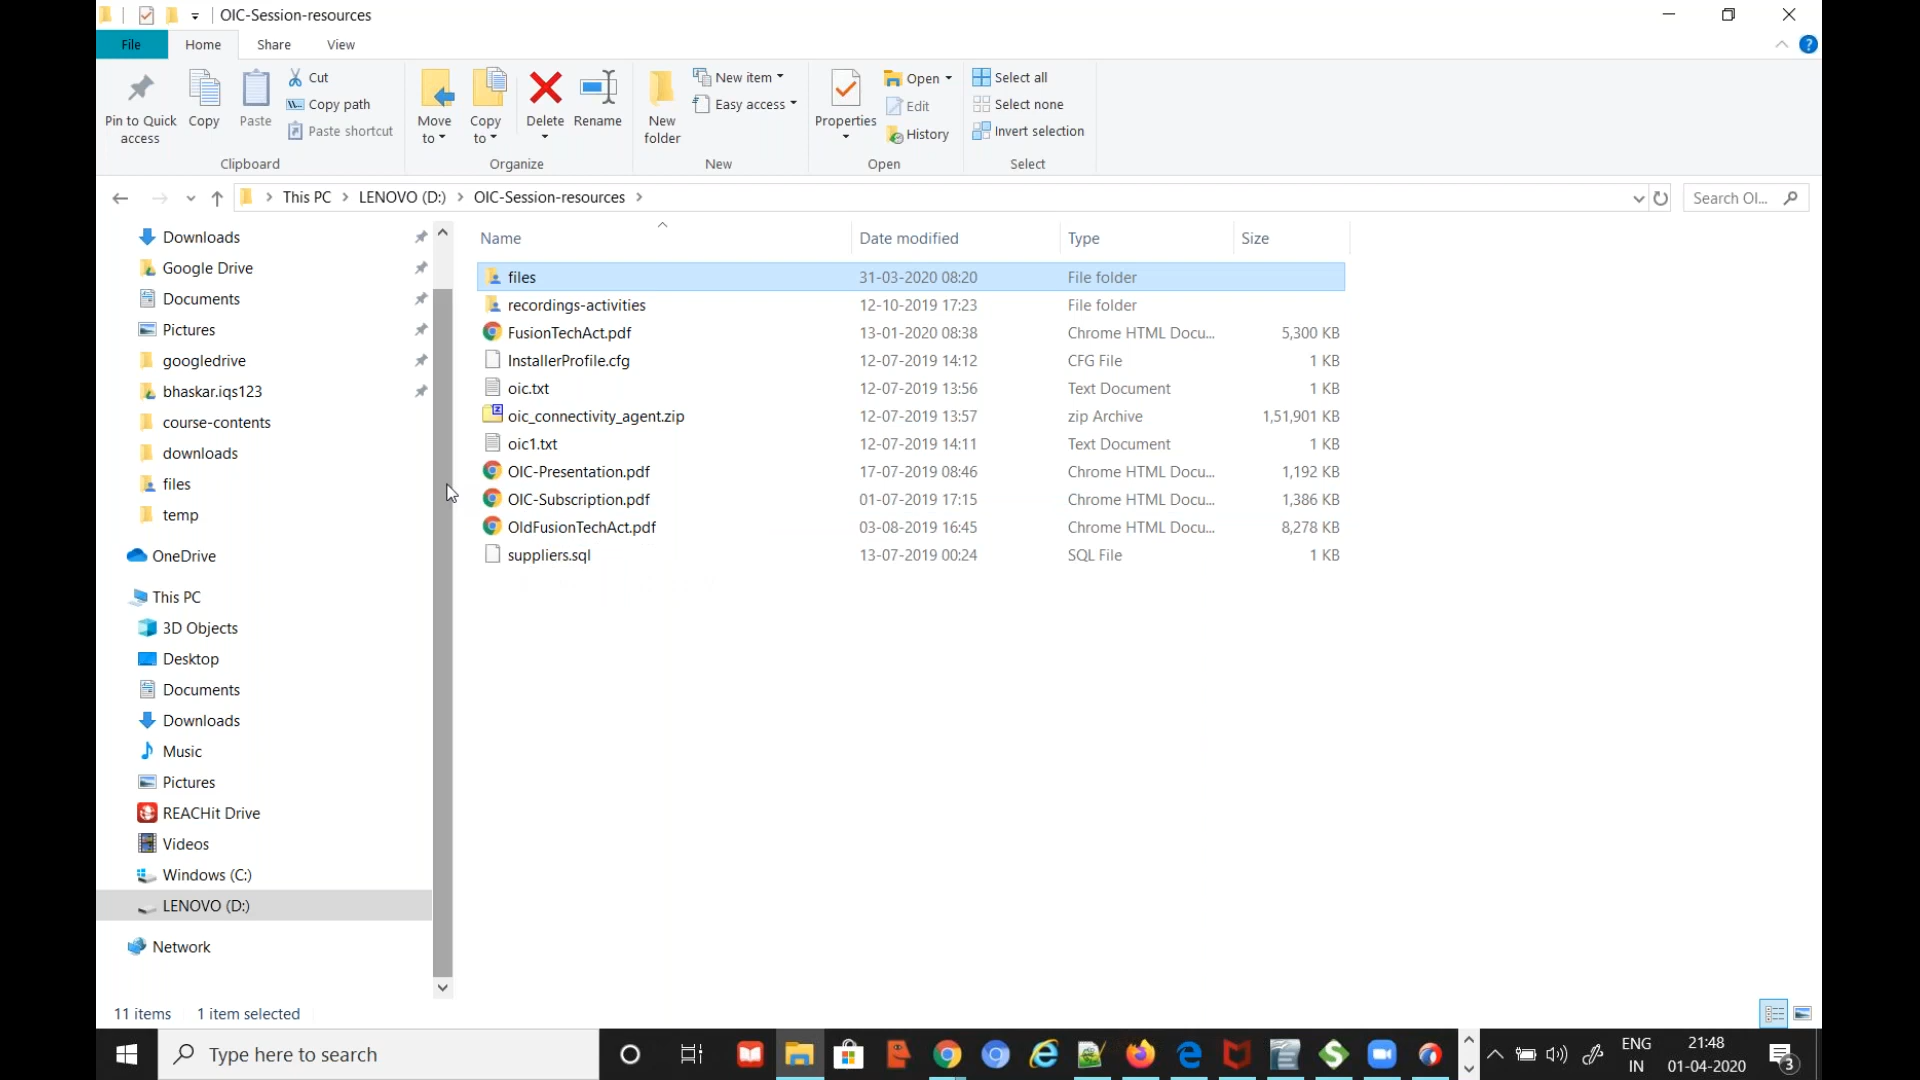 OIC-Session-resources
File Home Share View
Pin to Quick access
Copy
Paste
Cut
Copy path
Paste shortcut
Clipboard
Move to
Copy to
Delete
Rename
Organize
New folder
New item
Easy access
New
Properties
Open
Edit
History
Open
Select all
Select none
Invert selection
Select
This PC > LENOVO (D:) > OIC-Session-resources >
Search OI...
Downloads
Google Drive
Documents
Pictures
googledrive
bhaskar.iqs123
course-contents
downloads
files
temp
OneDrive
This PC
3D Objects
Desktop
Documents
Downloads
Music
Pictures
REACHit Drive
Videos
Windows (C:)
LENOVO (D:)
Network
Name Date modified Type Size
files 31-03-2020 08:20 File folder
recordings-activities 12-10-2019 17:23 File folder
FusionTechAct.pdf 13-01-2020 08:38 Chrome HTML Docu... 5,300 KB
InstallerProfile.cfg 12-07-2019 14:12 CFG File 1 KB
oic.txt 12-07-2019 13:56 Text Document 1 KB
oic_connectivity_agent.zip 12-07-2019 13:57 zip Archive 1,51,901 KB
oic1.txt 12-07-2019 14:11 Text Document 1 KB
OIC-Presentation.pdf 17-07-2019 08:46 Chrome HTML Docu... 1,192 KB
OIC-Subscription.pdf 01-07-2019 17:15 Chrome HTML Docu... 1,386 KB
OldFusionTechAct.pdf 03-08-2019 16:45 Chrome HTML Docu... 8,278 KB
suppliers.sql 13-07-2019 00:24 SQL File 1 KB
11 items 1 item selected
Type here to search
ENG
IN
21:48
01-04-2020
3